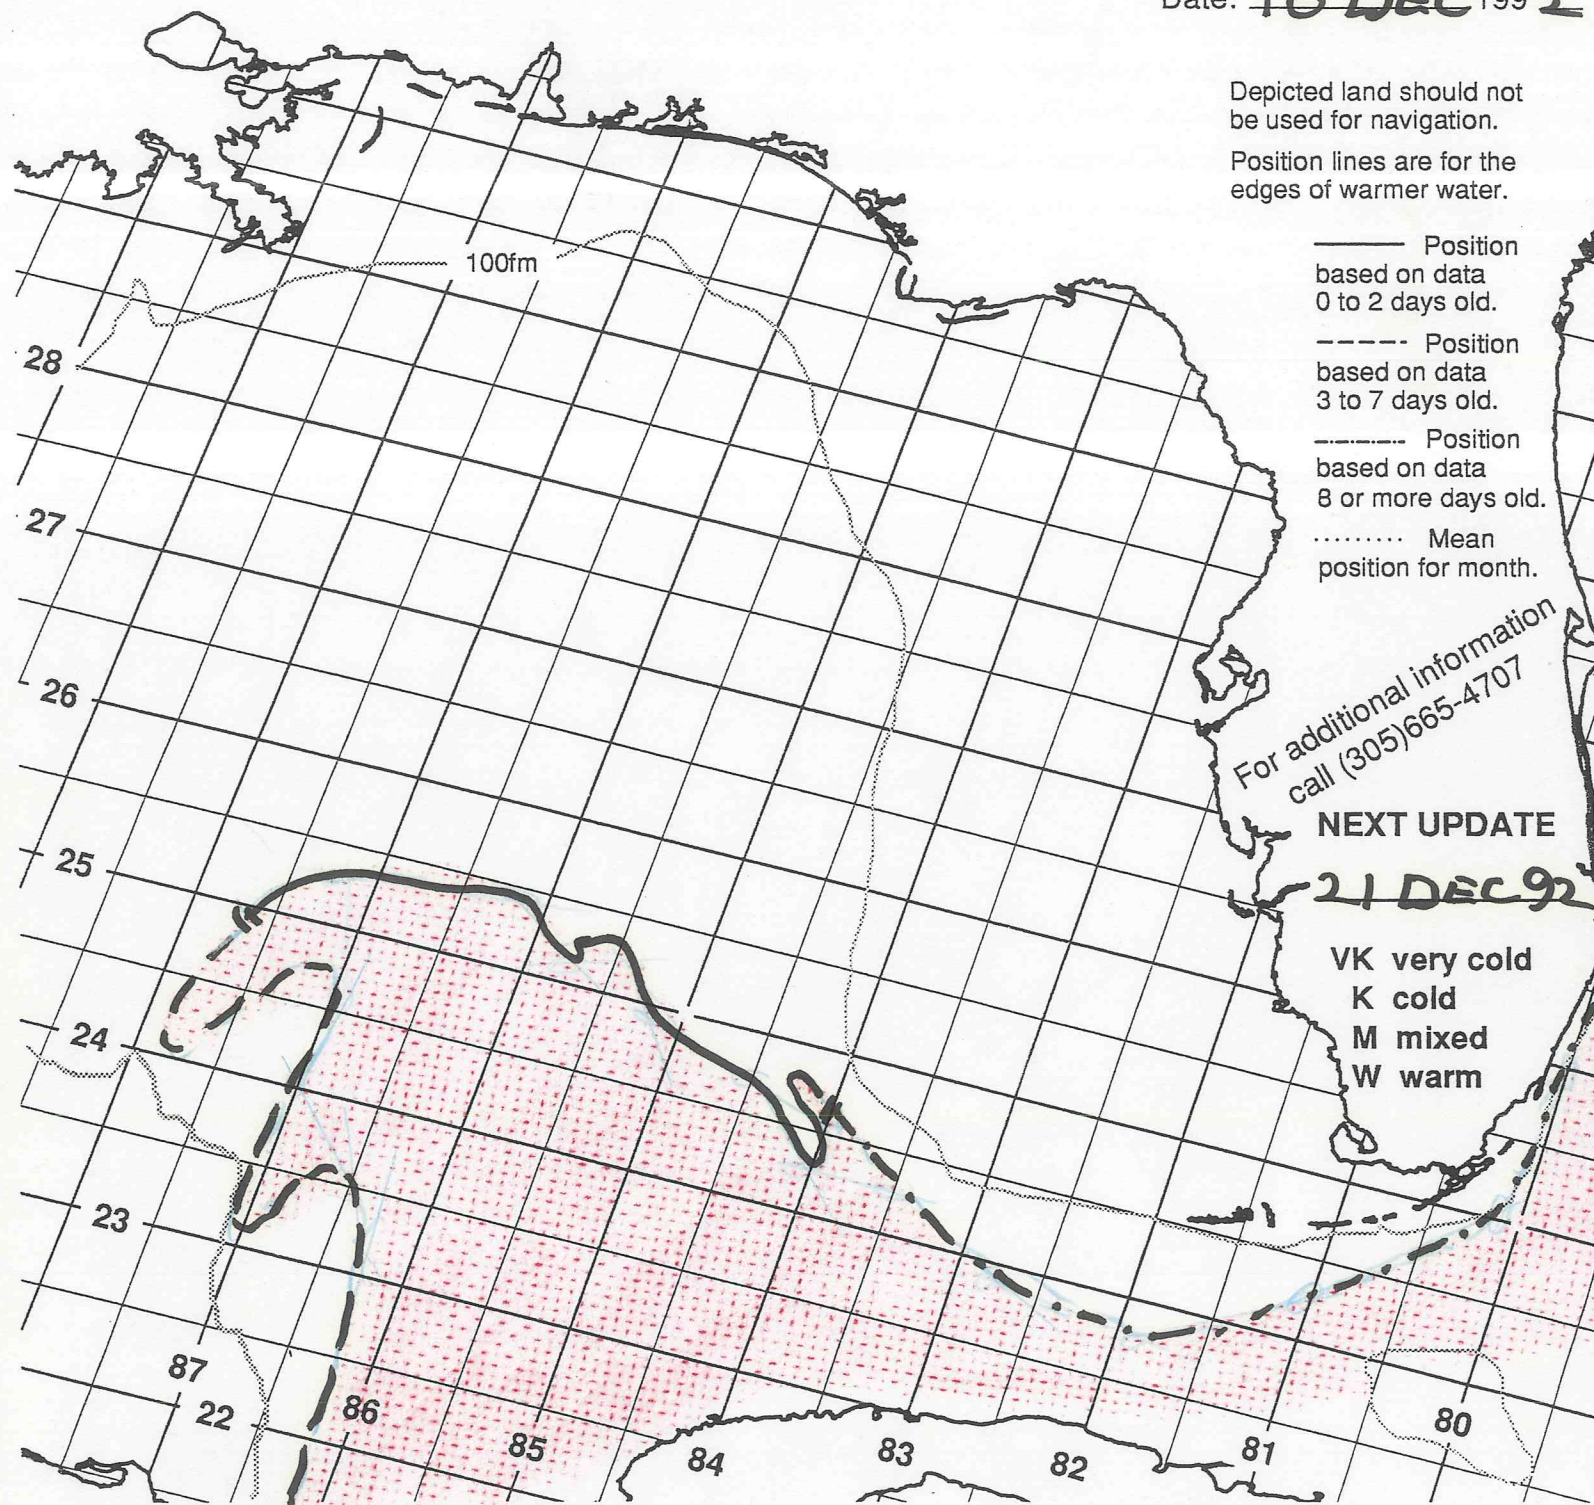 Date: 18 DEC 1992
Depicted land should not
be used for navigation.
Position lines are for the
edges of warmer water.
100fm
Position
based on data
0 to 2 days old.
Position
based on data
3 to 7 days old.
Position
based on data
8 or more days old.
Mean
position for month.
For additional information
call (305)665-4707
NEXT UPDATE
21 DEC 92
VK very cold
K cold
M mixed
W warm
28
27
26
25
24
23
22
87
86
85
84
83
82
81
80